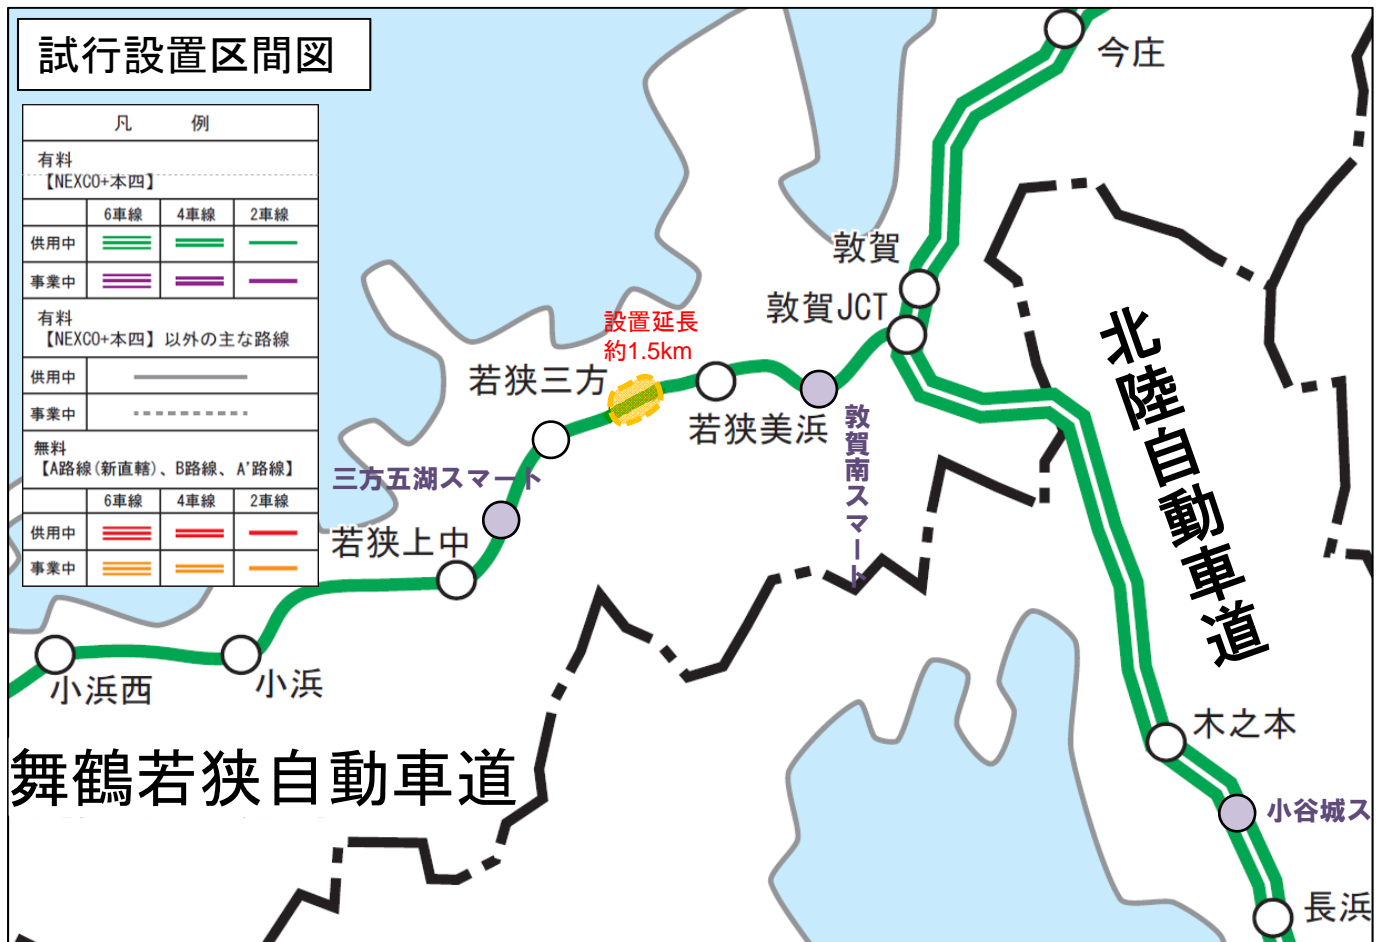 試行設置区間図
凡 例
有料
【NEXCO+本四】
6車線 4車線 2車線
供用中
事業中
有料
【NEXCO+本四】以外の主な路線
供用中
事業中
無料
【A路線(新直轄)、B路線、A'路線】
6車線 4車線 2車線
供用中
事業中
今庄
敦賀
敦賀JCT
設置延長
約1.5km
若狭三方
若狭美浜
敦賀南スマート
三方五湖スマート
若狭上中
小浜
小浜西
舞鶴若狭自動車道
北陸自動車道
木之本
小谷城ス
長浜